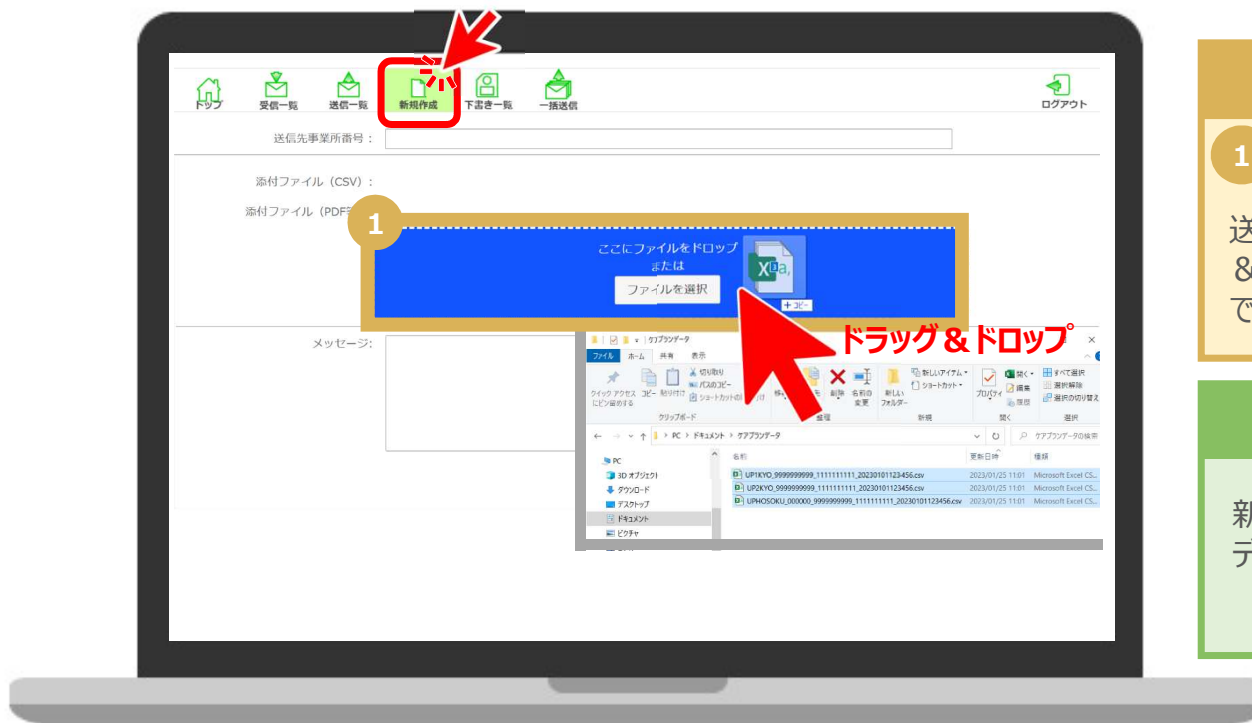 トップ 受信一覧 送信一覧 新規作成 下書き一覧 一括送信 ログアウト
送信先事業所番号：
添付ファイル（CSV）：
添付ファイル（PDF
1
ここにファイルをドロップ
または
ファイルを選択
+ コピー
ドラッグ＆ドロップ
メッセージ:
ケアプランデータ
ファイル ホーム 共有 表示
クイック アクセス にピン留めする
コピー 貼り付け
切り取り
パスのコピー
削除 名前の変更
新しいフォルダー
新しいアイテム
ショートカット
プロパティ
開く
編集
履歴
すべて選択
選択解除
選択の切り替え
クリップボード 整理 新規 開く 選択
PC > ドキュメント > ケアプランデータ
ケアプランデータの検索
名前 更新日時 種類
PC
3D オブジェクト
ダウンロード
デスクトップ
ドキュメント
ピクチャ
UP1KYO_9999999999_1111111111_20230101123456.csv 2023/01/25 11:01 Microsoft Excel CS...
UP2KYO_9999999999_1111111111_20230101123456.csv 2023/01/25 11:01 Microsoft Excel CS...
UPHOSOKU_000000_9999999999_1111111111_20230101123456.csv 2023/01/25 11:01 Microsoft Excel CS...
1
送
＆
で
新
デ